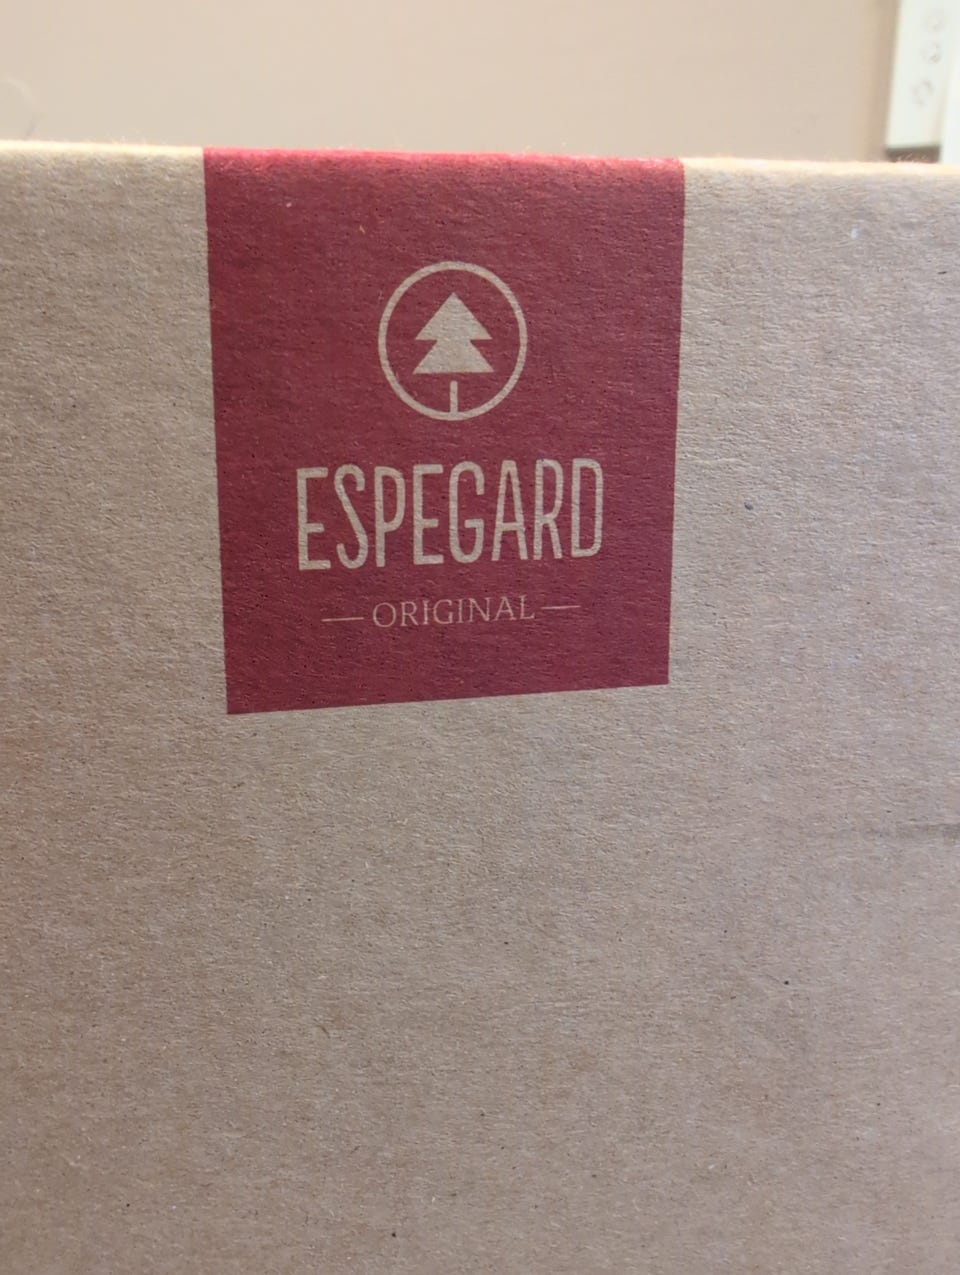 ESPEGARD
— ORIGINAL —